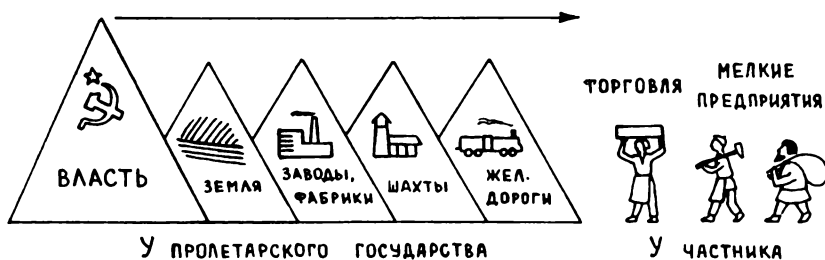 ВЛАСТЬ
ЗЕМЛЯ
ЗАВОДЫ,
ФАБРИКИ
ШАХТЫ
ЖЕЛ.
ДОРОГИ
У ПРОЛЕТАРСКОГО ГОСУДАРСТВА
ТОРГОВЛЯ
МЕЛКИЕ
ПРЕДПРИЯТИЯ
У ЧАСТНИКА